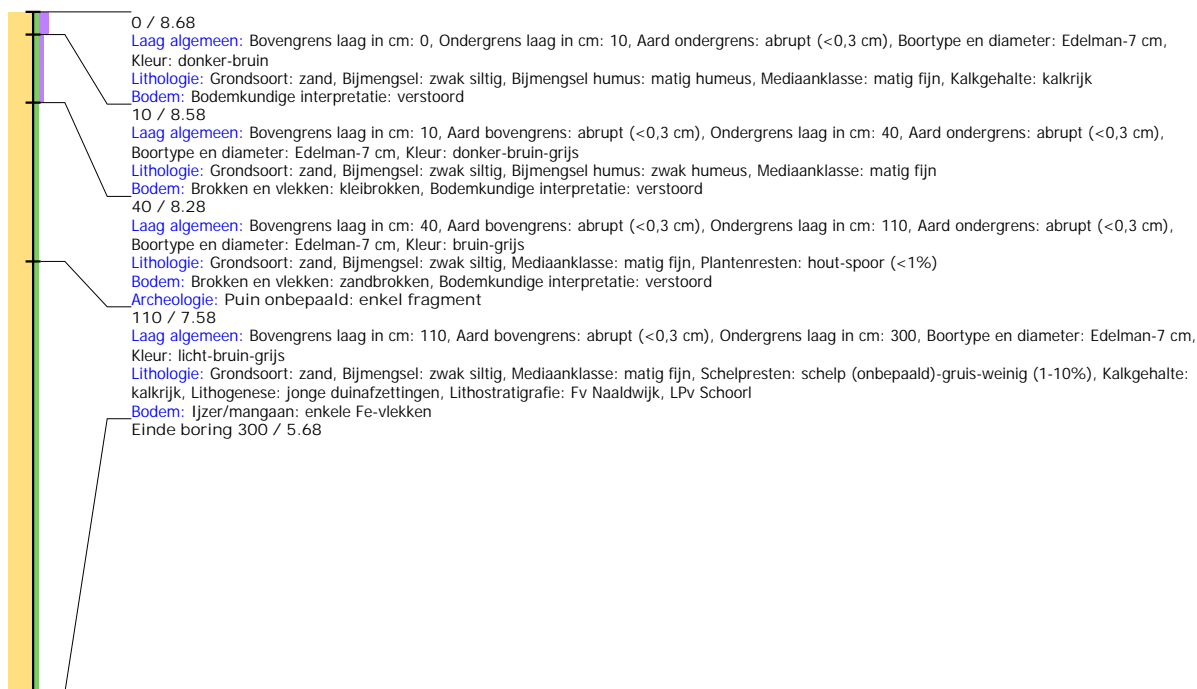 0 / 8.68
Laag algemeen: Bovengrens laag in cm: 0, Ondergrens laag in cm: 10, Aard ondergrens: abrupt (<0,3 cm), Boortype en diameter: Edelman-7 cm,
Kleur: donker-bruin
Lithologie: Grondsoort: zand, Bijmengsel: zwak siltig, Bijmengsel humus: matig humeus, Mediaanklasse: matig fijn, Kalkgehalte: kalkrijk
Bodem: Bodemkundige interpretatie: verstoord
10 / 8.58
Laag algemeen: Bovengrens laag in cm: 10, Aard bovengrens: abrupt (<0,3 cm), Ondergrens laag in cm: 40, Aard ondergrens: abrupt (<0,3 cm),
Boortype en diameter: Edelman-7 cm, Kleur: donker-bruin-grijs
Lithologie: Grondsoort: zand, Bijmengsel: zwak siltig, Bijmengsel humus: zwak humeus, Mediaanklasse: matig fijn
Bodem: Brokken en vlekken: kleibrokken, Bodemkundige interpretatie: verstoord
40 / 8.28
Laag algemeen: Bovengrens laag in cm: 40, Aard bovengrens: abrupt (<0,3 cm), Ondergrens laag in cm: 110, Aard ondergrens: abrupt (<0,3 cm),
Boortype en diameter: Edelman-7 cm, Kleur: bruin-grijs
Lithologie: Grondsoort: zand, Bijmengsel: zwak siltig, Mediaanklasse: matig fijn, Plantenresten: hout-spoor (<1%)
Bodem: Brokken en vlekken: zandbrokken, Bodemkundige interpretatie: verstoord
Archeologie: Puin onbepaald: enkel fragment
110 / 7.58
Laag algemeen: Bovengrens laag in cm: 110, Aard bovengrens: abrupt (<0,3 cm), Ondergrens laag in cm: 300, Boortype en diameter: Edelman-7 cm,
Kleur: licht-bruin-grijs
Lithologie: Grondsoort: zand, Bijmengsel: zwak siltig, Mediaanklasse: matig fijn, Schelpresten: schelp (onbepaald)-gruis-weinig (1-10%), Kalkgehalte:
kalkrijk, Lithogenese: jonge duinafzettingen, Lithostratigrafie: Fv Naaldwijk, LPv Schoorl
Bodem: Ijzer/mangaan: enkele Fe-vlekken
Einde boring 300 / 5.68